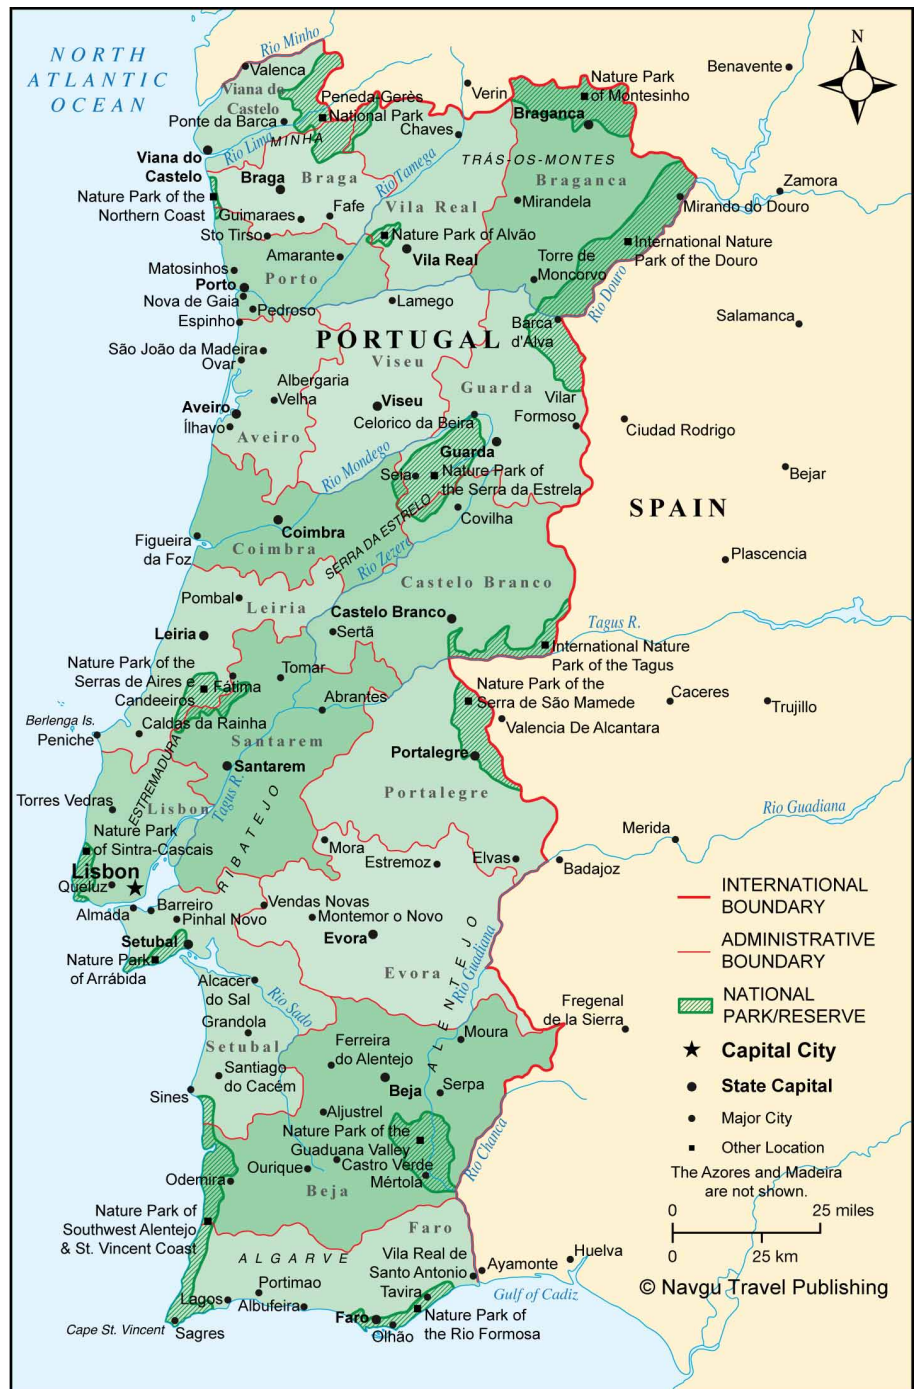 NORTH
ATLANTIC
OCEAN
Rio Minho
N
Valenca
Benavente
Viana do
Castelo
Peneda-Gerès
National Park
Verin
Nature Park
of Montesinho
Braganca
Ponte da Barca
Chaves
MINHA
Rio Lima
Viana do
Castelo
Braga
Braga
Rio Tamega
TRÁS-OS-MONTES
Braganca
Zamora
Nature Park of the
Northern Coast
Guimaraes
Fafe
Vila Real
Mirandela
Mirando do Douro
Sto Tirso
Nature Park of Alvão
International Nature
Park of the Douro
Amarante
Vila Real
Torre de
Moncorvo
Matosinhos
Porto
Porto
Nova de Gaia
Pedroso
Lamego
Rio Douro
Espinho
Barca
d'Alva
Salamanca
PORTUGAL
São João da Madeira
Ovar
Viseu
Guarda
Albergaria
Velha
Viseu
Vilar
Formoso
Aveiro
Ílhavo
Aveiro
Celorico da Beira
Ciudad Rodrigo
Guarda
Rio Mondego
Seia
Nature Park of
the Serra da Estrela
Bejar
SPAIN
Covilha
Coimbra
Coimbra
SERRA DA ESTRELO
Rio Zezere
Figueira
da Foz
Plascencia
Castelo Branco
Pombal
Leiria
Castelo Branco
Leiria
Sertã
Tagus R.
International Nature
Park of the Tagus
Nature Park of the
Serras de Aires e
Candeeiros
Fátima
Tomar
Abrantes
Nature Park of the
Serra de São Mamede
Caceres
Trujillo
Valencia De Alcantara
Berlenga Is.
Peniche
Caldas da Rainha
Santarem
Portalegre
ESTREMADURA
Santarem
Tagus R.
Portalegre
Torres Vedras
Lisbon
RIBATEJO
Rio Guadiana
Nature Park
of Sintra-Cascais
Mora
Merida
Estremoz
Elvas
Badajoz
Lisbon
Queluz
Almada
Barreiro
Pinhal Novo
Vendas Novas
Montemor o Novo
Evora
Setubal
Nature Park
of Arrábida
Evora
ALENTEJO
Rio Guadiana
INTERNATIONAL
BOUNDARY
ADMINISTRATIVE
BOUNDARY
NATIONAL
PARK/RESERVE
Capital City
State Capital
Major City
Other Location
The Azores and Madeira
are not shown.
0 25 miles
0 25 km
© Navgu Travel Publishing
Alcacer
do Sal
Rio Sado
Fregenal
de la Sierra
Grandola
Setubal
Ferreira
do Alentejo
Moura
Santiago
do Cacém
Beja
Serpa
Sines
Aljustrel
Nature Park of the
Guaduana Valley
Rio Chanca
Ourique
Castro Verde
Mértola
Odemira
Beja
Nature Park of
Southwest Alentejo
& St. Vincent Coast
Faro
ALGARVE
Vila Real de
Santo Antonio
Ayamonte
Huelva
Portimao
Lagos
Albufeira
Tavira
Gulf of Cadiz
Cape St. Vincent
Sagres
Faro
Olhão
Nature Park of
the Rio Formosa